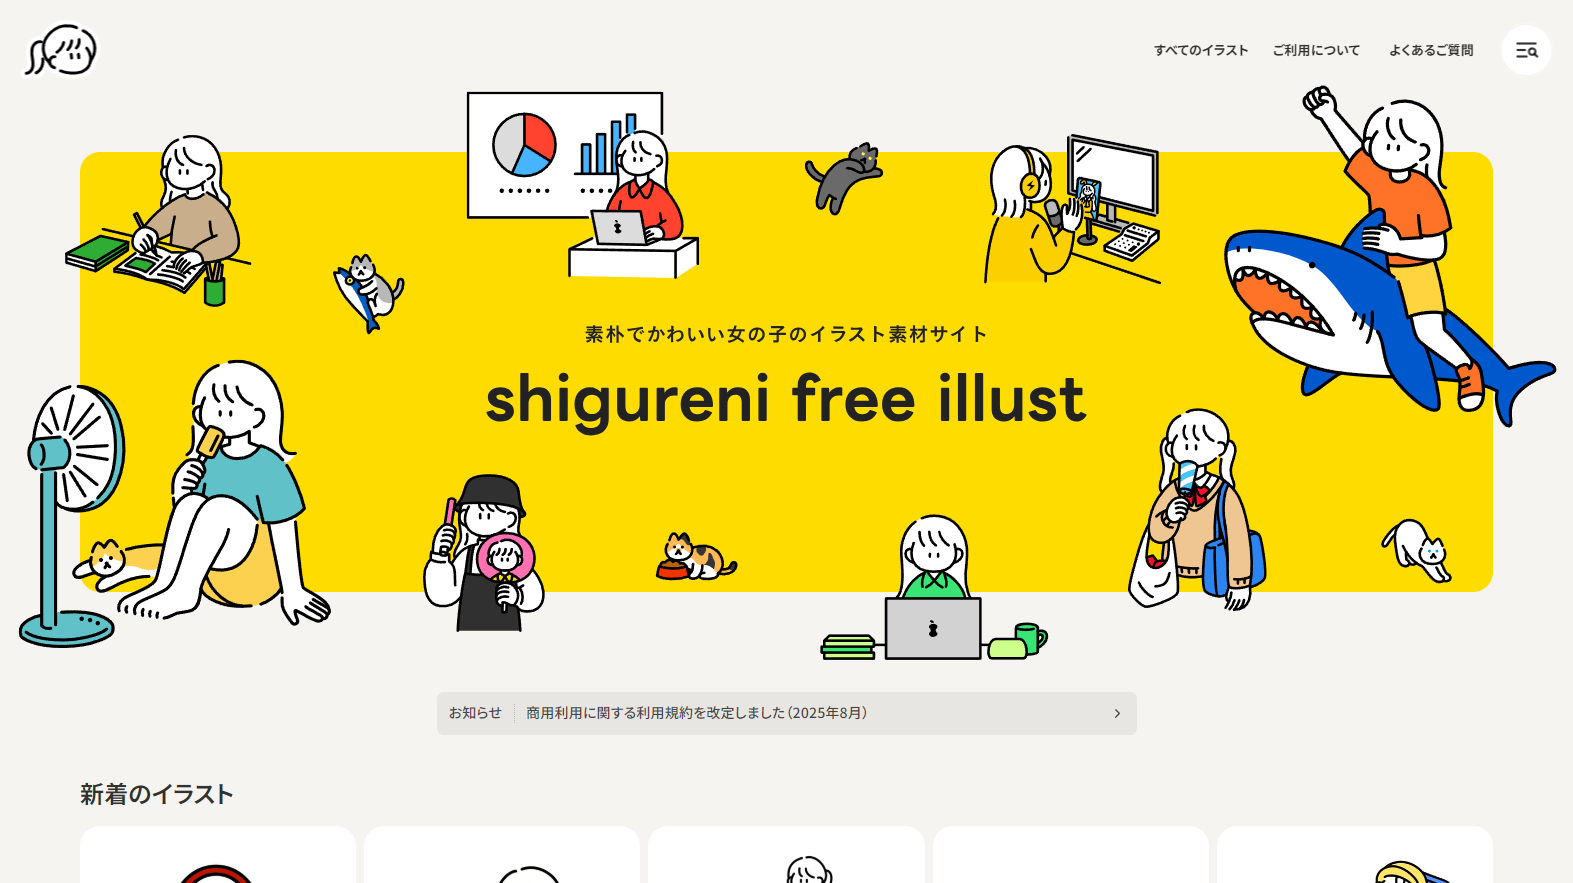 すべてのイラスト
ご利用について
よくあるご質問
素朴でかわいい女の子のイラスト素材サイト
shigureni free illust
お知らせ
商用利用に関する利用規約を改定しました（2025年8月）
新着のイラスト